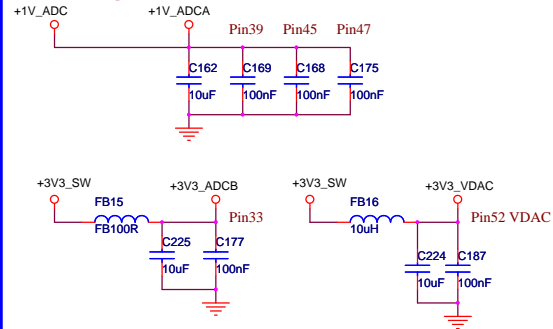 +1V_ADC
+1V_ADCA
Pin39
Pin45
Pin47
C162
C169
C168
C175
10uF
100nF
100nF
100nF
+3V3_SW
+3V3_ADCB
+3V3_SW
+3V3_VDAC
FB15
FB16
Pin33
Pin52 VDAC
FB100R
10uH
C225
C177
C224
C187
10uF
100nF
10uF
100nF